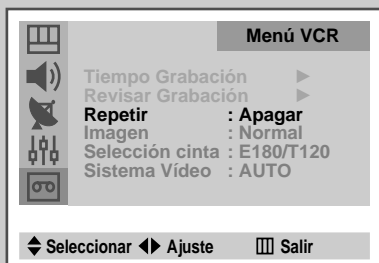 Menú VCR
Tiempo Grabación ►
Revisar Grabación ►
Repetir : Apagar
Imagen : Normal
Selección cinta : E180/T120
Sistema Vídeo : AUTO
Seleccionar Ajuste Salir